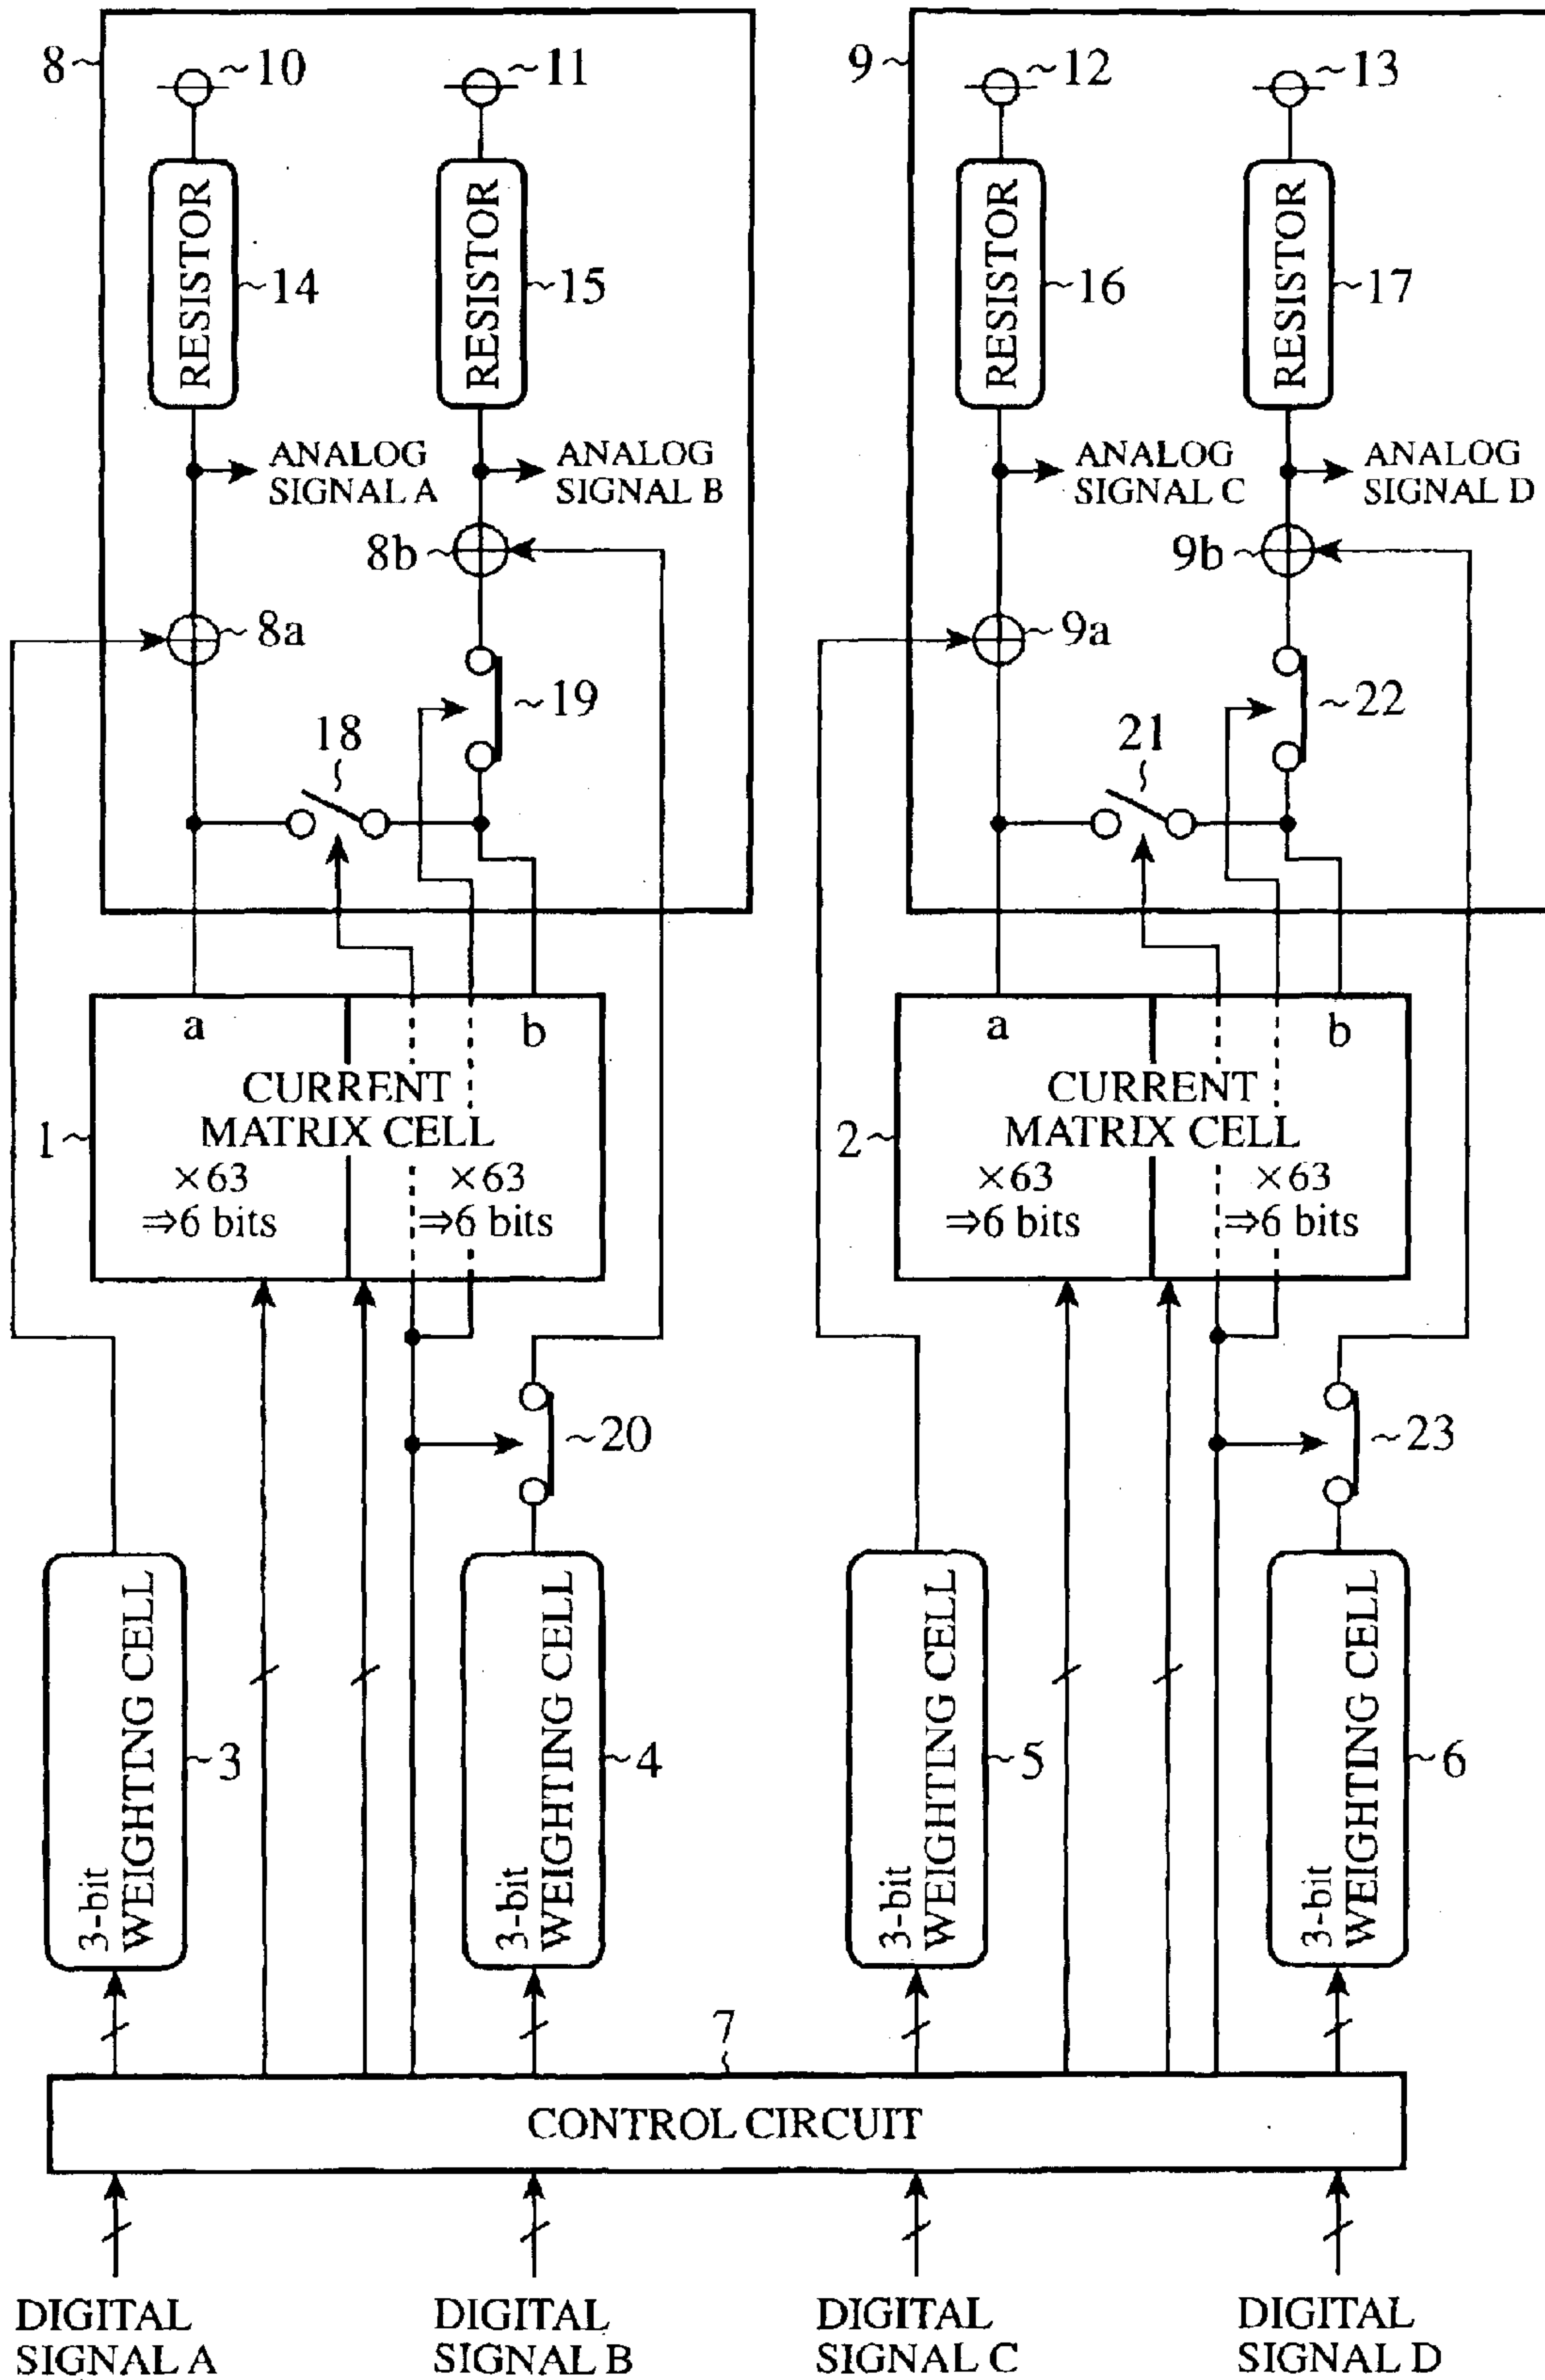 8 10 11 9 12 13
RESISTOR 14 RESISTOR 15 RESISTOR 16 RESISTOR 17
ANALOG
SIGNAL A
ANALOG
SIGNAL B
ANALOG
SIGNAL C
ANALOG
SIGNAL D
8b 9b
8a 9a
19 22
18 21
a b a b
1 CURRENT
MATRIX CELL
×63 ×63
⇒6 bits ⇒6 bits
2 CURRENT
MATRIX CELL
×63 ×63
⇒6 bits ⇒6 bits
20 23
3-bit
WEIGHTING CELL
3
3-bit
WEIGHTING CELL
4
3-bit
WEIGHTING CELL
5
3-bit
WEIGHTING CELL
6
7
CONTROL CIRCUIT
DIGITAL
SIGNAL A
DIGITAL
SIGNAL B
DIGITAL
SIGNAL C
DIGITAL
SIGNAL D